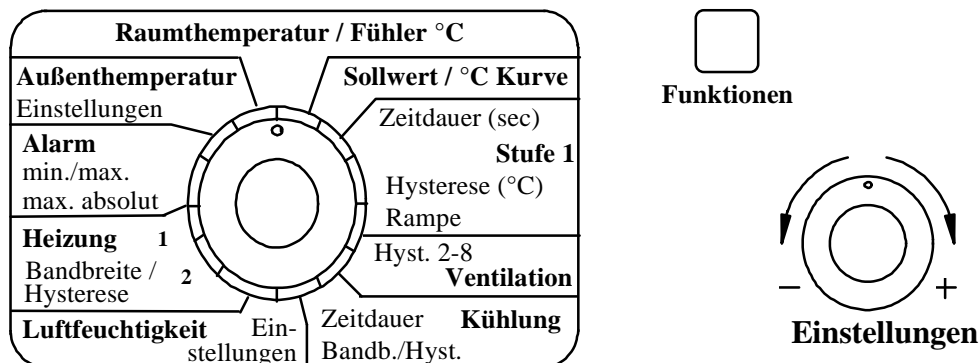 Raumthemperatur / Fühler °C
Außenthemperatur
Einstellungen
Sollwert / °C Kurve
Zeitdauer (sec)
Stufe 1
Hysterese (°C)
Rampe
Alarm
min./max.
max. absolut
Heizung 1
Bandbreite / 2
Hysterese
Hyst. 2-8
Ventilation
Luftfeuchtigkeit
Ein-
stellungen
Zeitdauer Kühlung
Bandb./Hyst.
Funktionen
– +
Einstellungen